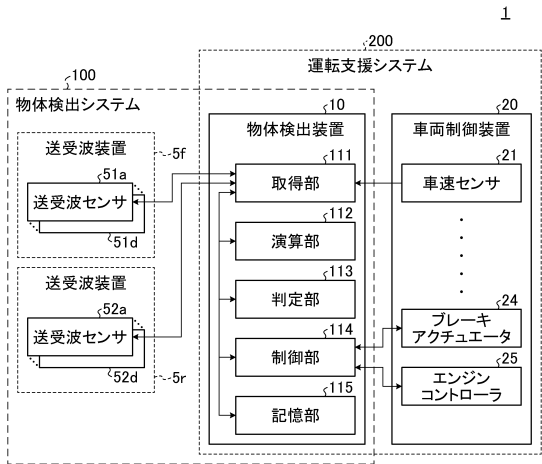 1
200
運転支援システム
100
物体検出システム
送受波装置
5f
51a
送受波センサ
51d
送受波装置
52a
送受波センサ
52d
5r
10
物体検出装置
111
取得部
112
演算部
113
判定部
114
制御部
115
記憶部
20
車両制御装置
21
車速センサ
24
ブレーキ
アクチュエータ
25
エンジン
コントローラ